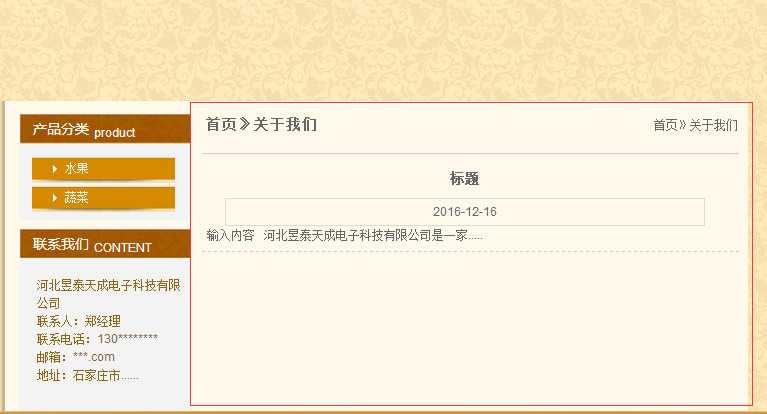 产品分类 product
水果
蔬菜
联系我们 CONTENT
河北昱泰天成电子科技有限
公司
联系人：郑经理
联系电话：130********
邮箱：***.com
地址：石家庄市......
首页》关于我们
首页》关于我们
标题
2016-12-16
输入内容 河北昱泰天成电子科技有限公司是一家.....